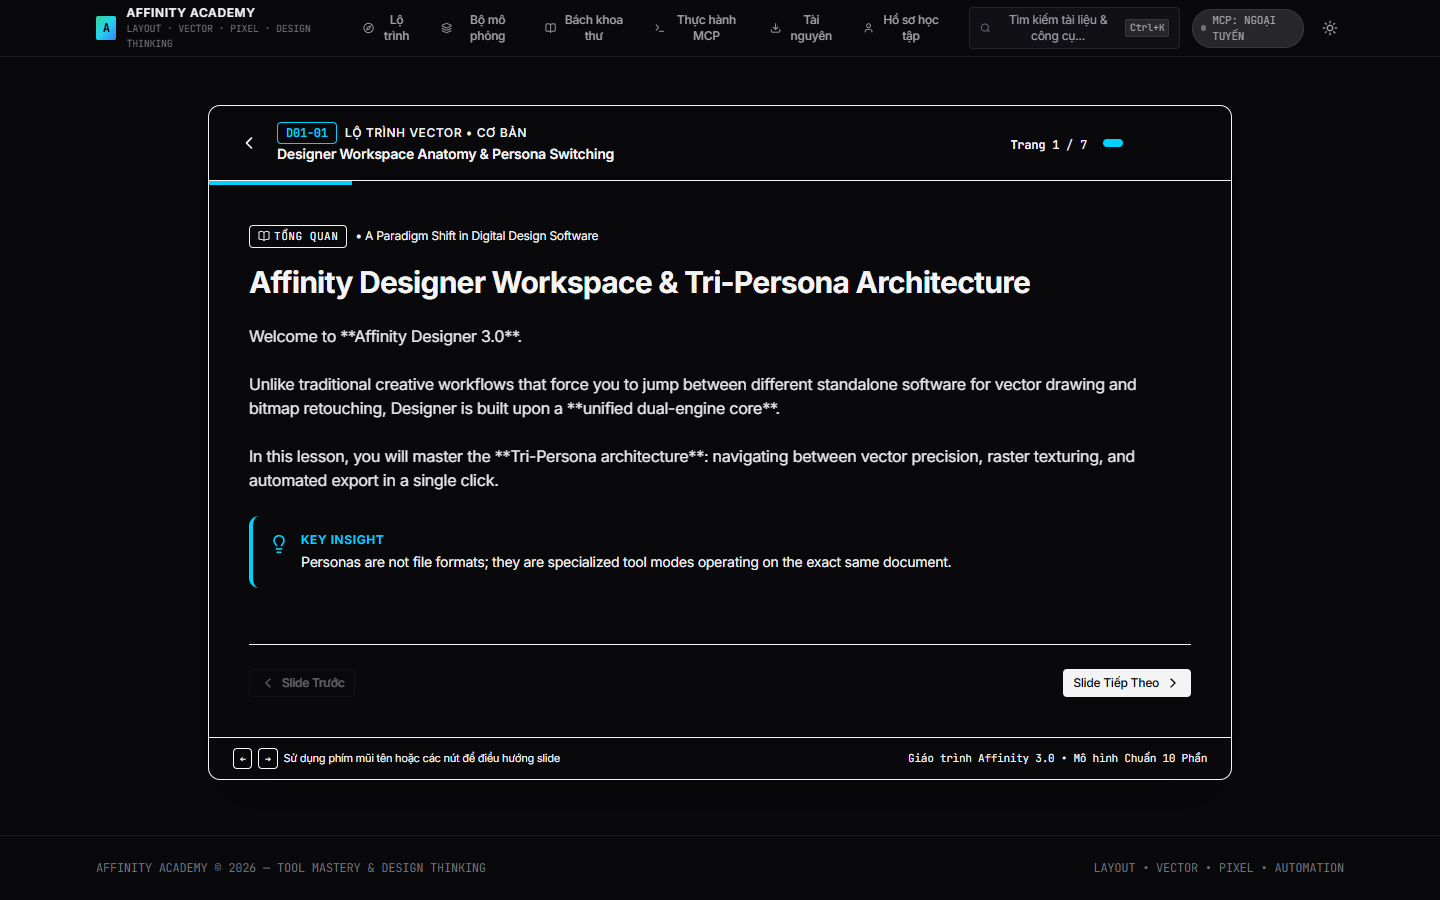 A
AFFINITY ACADEMY
LAYOUT · VECTOR · PIXEL · DESIGN
THINKING
Lộ
trình
Bộ mô
phỏng
Bách khoa
thư
Thực hành
MCP
Tài
nguyên
Hồ sơ học
tập
Tìm kiếm tài liệu &
công cụ...
Ctrl+K
MCP: NGOẠI
TUYẾN
D01-01 LỘ TRÌNH VECTOR • CƠ BẢN
Designer Workspace Anatomy & Persona Switching
Trang 1 / 7
TỔNG QUAN • A Paradigm Shift in Digital Design Software
Affinity Designer Workspace & Tri-Persona Architecture
Welcome to **Affinity Designer 3.0**.
Unlike traditional creative workflows that force you to jump between different standalone software for vector drawing and
bitmap retouching, Designer is built upon a **unified dual-engine core**.
In this lesson, you will master the **Tri-Persona architecture**: navigating between vector precision, raster texturing, and
automated export in a single click.
KEY INSIGHT
Personas are not file formats; they are specialized tool modes operating on the exact same document.
Slide Trước
Slide Tiếp Theo
← → Sử dụng phím mũi tên hoặc các nút để điều hướng slide
Giáo trình Affinity 3.0 • Mô hình Chuẩn 10 Phần
AFFINITY ACADEMY © 2026 — TOOL MASTERY & DESIGN THINKING
LAYOUT • VECTOR • PIXEL • AUTOMATION